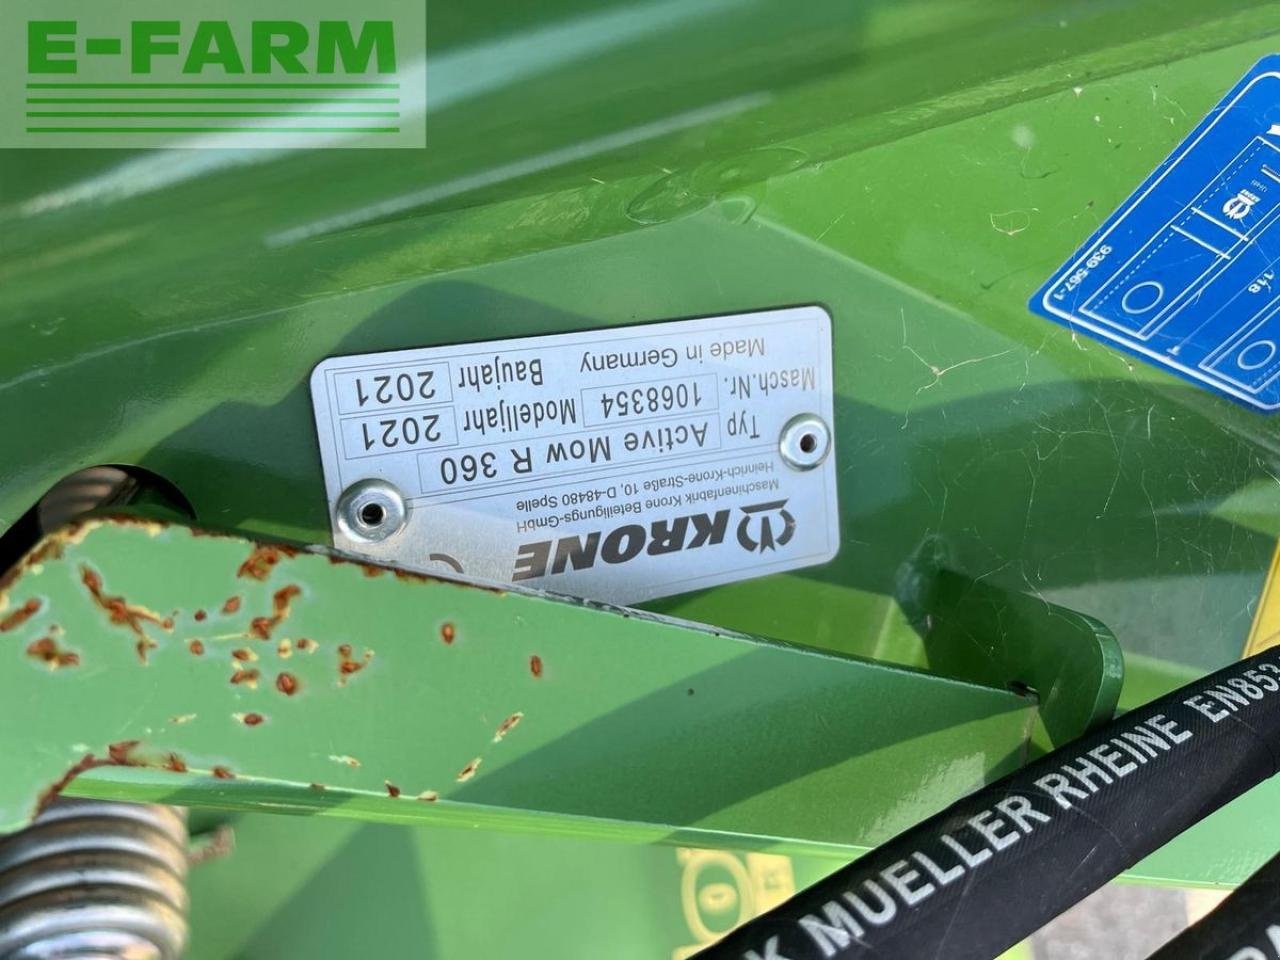 E-FARM
KRONE
Maschinenfabrik Krone Beteiligungs-GmbH
Heinrich-Krone-Straße 10, D-48480 Spelle
Typ Active Mow R 360
Masch.Nr. 1068354 Modelljahr 2021
Made in Germany Baujahr 2021
939-567-1
118
MUELLER RHEINE EN853